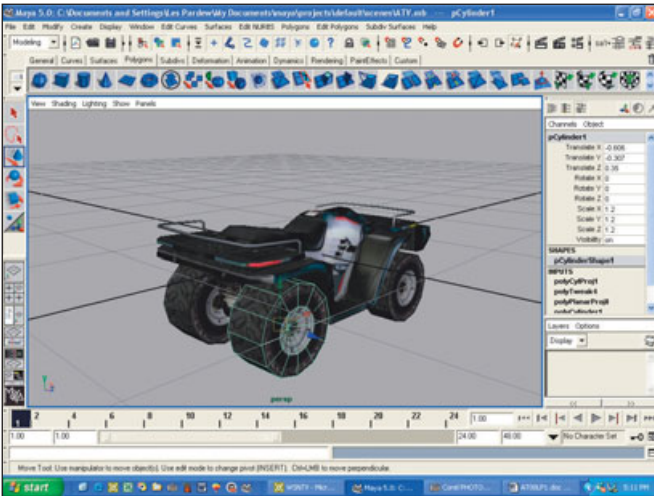 Maya 5.0: C:\Documents and Settings\Les Pardew\My Documents\maya\projects\default\scenes\ATV.mb --- pCylinder1
File Edit Modify Create Display Window Edit Curves Surfaces Edit NURBS Polygons Edit Polygons Subdiv Surfaces Help
Modeling
General Curves Surfaces Polygons Subdivs Deformation Animation Dynamics Rendering PaintEffects Custom
View Shading Lighting Show Panels
Channels Object
pCylinder1
Translate X -0.606
Translate Y -0.307
Translate Z 0.35
Rotate X 0
Rotate Y 0
Rotate Z 0
Scale X 1.2
Scale Y 1.2
Scale Z 1.2
Visibility on
SHAPES
pCylinderShape1
INPUTS
polyCylProj1
polyTweak4
polyPlanarProj8
polyCylinder1
Layers Options
Display
persp
1 2 4 6 8 10 12 14 16 18 20 22 24 1.00
1.00 1.00 24.00 48.00 No Character Set
Move Tool: Use manipulator to move object(s). Use edit mode to change pivot (INSERT). Ctrl+LMB to move perpendicular.
start Maya 5.0: C:... Corel PHOTO... 5:11 PM